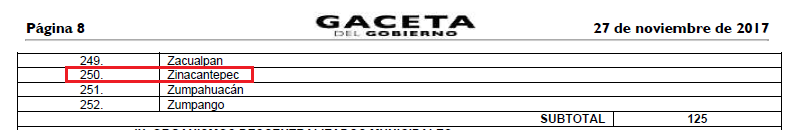 Página 8
GACETA
DEL GOBIERNO
27 de noviembre de 2017
249. Zacualpan
250. Zinacantepec
251. Zumpahuacán
252. Zumpango
SUBTOTAL 125